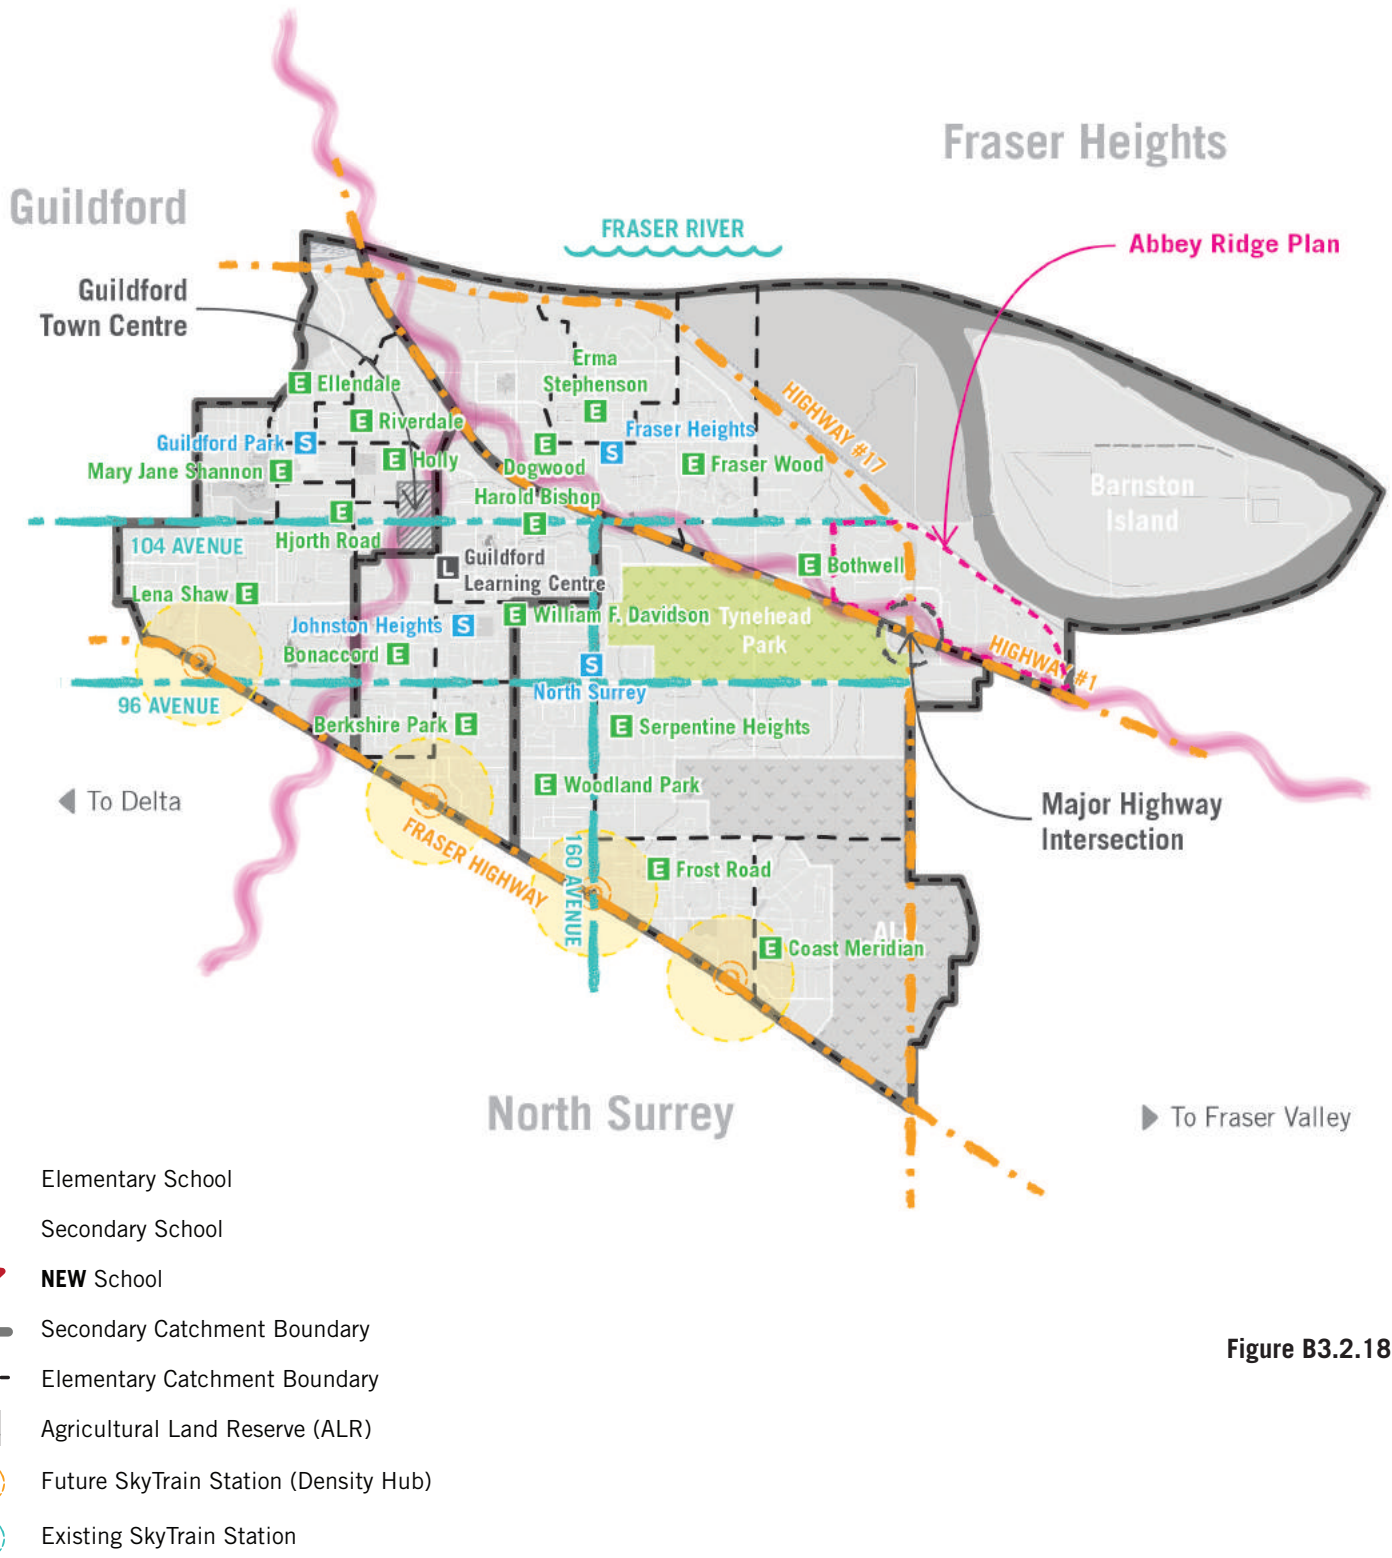 Fraser Heights
Guildford
FRASER RIVER
Abbey Ridge Plan
Guildford
Town Centre
Erma
Stephenson
E
E Ellendale
HIGHWAY #17
E Riverdale
Fraser Heights
S
Guildford Park S
E
Dogwood
E Holly
E Fraser Wood
Mary Jane Shannon E
Barnston
Island
Harold Bishop
E
E
Hjorth Road
104 AVENUE
L Guildford
Learning Centre
E Bothwell
Lena Shaw E
E William F. Davidson
Tynehead
Park
Johnston Heights S
Bonaccord E
HIGHWAY #1
S
North Surrey
96 AVENUE
Berkshire Park E
E Serpentine Heights
E Woodland Park
To Delta
Major Highway
Intersection
FRASER HIGHWAY
160 AVENUE
E Frost Road
E Coast Meridian
North Surrey
To Fraser Valley
Elementary School
Secondary School
NEW School
Secondary Catchment Boundary
Figure B3.2.18
Elementary Catchment Boundary
Agricultural Land Reserve (ALR)
Future SkyTrain Station (Density Hub)
Existing SkyTrain Station